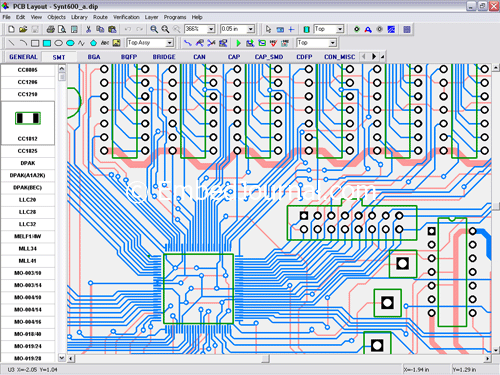 PCB Layout - Synt600_a.dip
File Edit View Objects Library Route Verification Layer Programs Help
366% 0.05 in Top
Top Assy Top
GENERAL SMT BGA BQFP BRIDGE CAN CAP CAP_SMD CDFP CON_MISC
CC0805
CC1206
CC1210
CC1812
CC1825
DPAK
DPAK(A1A2K)
DPAK(BEC)
LLC20
LLC28
LLC32
MELF1/4W
MLL34
MLL41
MO-003/10
MO-003/14
MO-004/10
MO-004/14
MO-004/16
MO-018/40
MO-019/24
MO-019/28
U3 X=-2.05 Y=1.04 X=-1.94 in Y=1.29 in